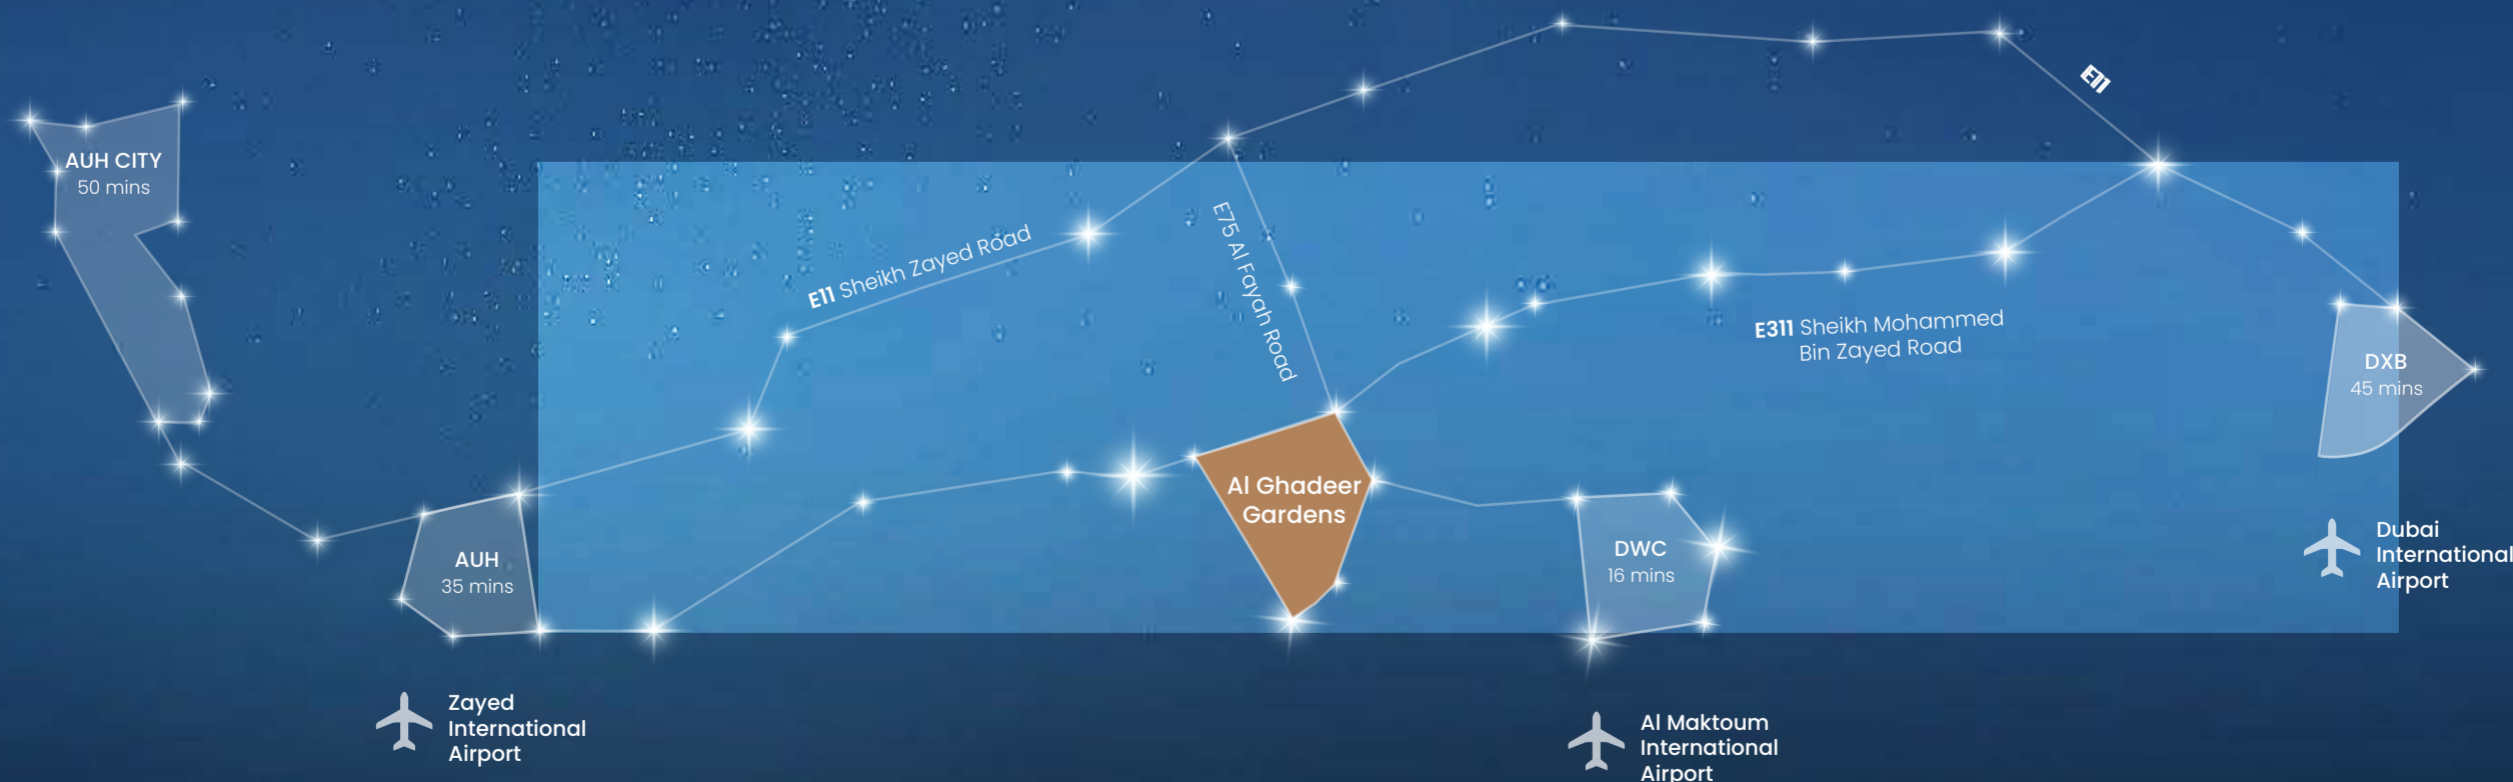 E11
AUH CITY
50 mins
E11 Sheikh Zayed Road
E75 Al Fayah Road
E311 Sheikh Mohammed
Bin Zayed Road
DXB
45 mins
Al Ghadeer
Gardens
AUH
35 mins
DWC
16 mins
Dubai
International
Airport
Zayed
International
Airport
Al Maktoum
International
Airport